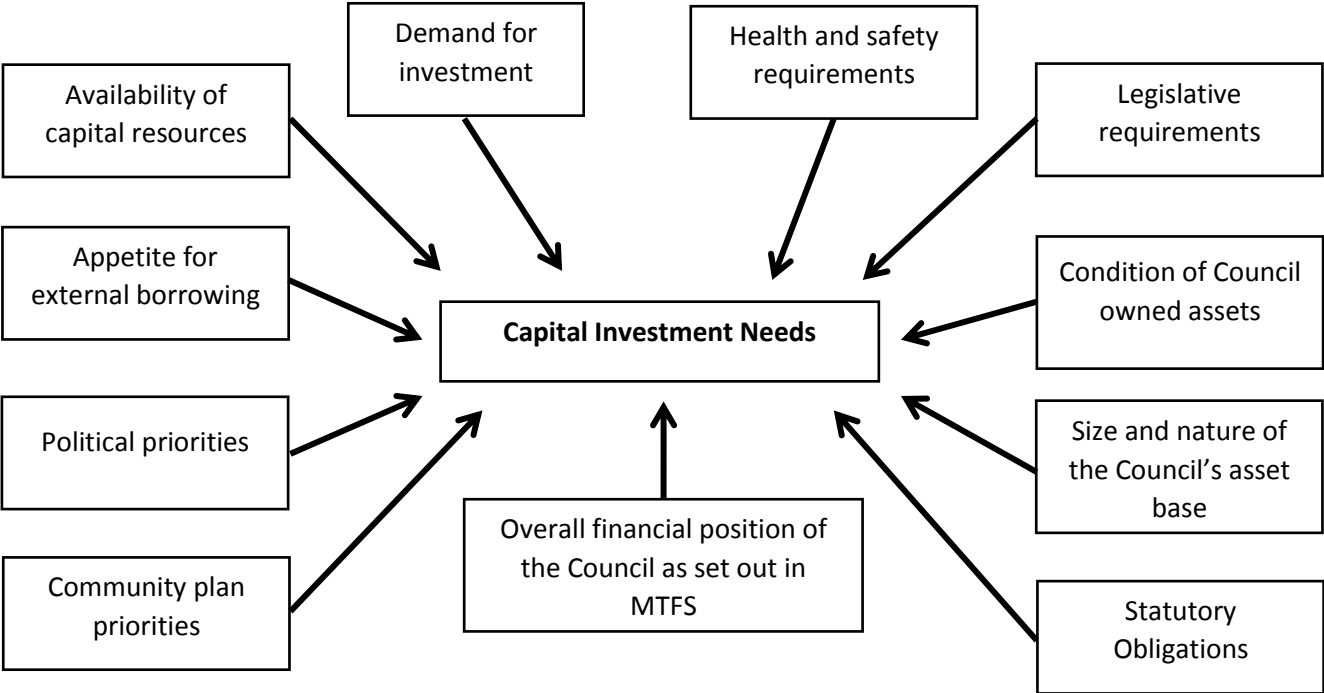 Demand for
investment
Health and safety
requirements
Availability of
capital resources
Legislative
requirements
Appetite for
external borrowing
Condition of Council
owned assets
Capital Investment Needs
Political priorities
Size and nature of
the Council’s asset
base
Overall financial position of
the Council as set out in
MTFS
Community plan
priorities
Statutory
Obligations